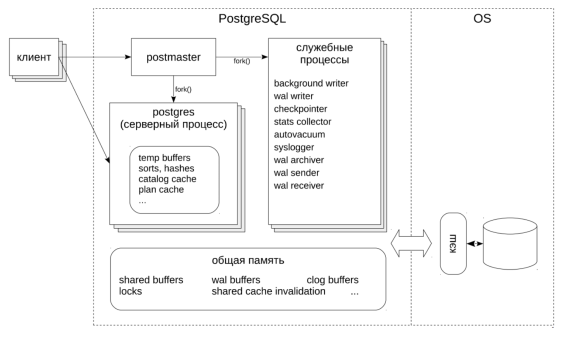 PostgreSQL
OS
клиент
postmaster
fork()
fork()
служебные
процессы
background writer
wal writer
checkpointer
stats collector
autovacuum
syslogger
wal archiver
wal sender
wal receiver
postgres
(серверный процесс)
temp buffers
sorts, hashes
catalog cache
plan cache
...
общая память
shared buffers wal buffers clog buffers
locks shared cache invalidation ...
кэш